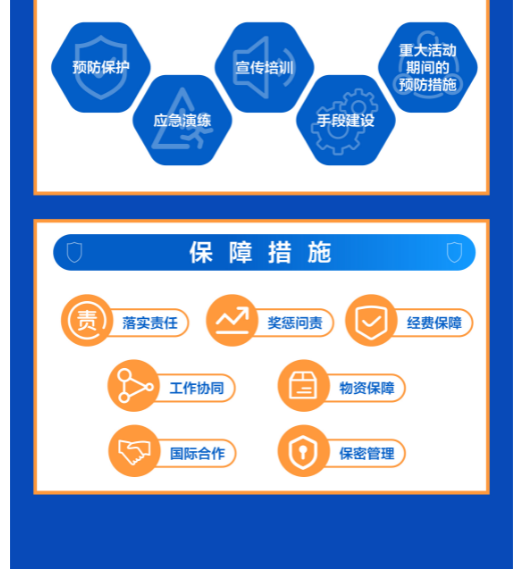 预防保护
应急演练
宣传培训
手段建设
重大活动
期间的
预防措施
保障措施
责
落实责任
奖惩问责
经费保障
工作协同
物资保障
国际合作
保密管理